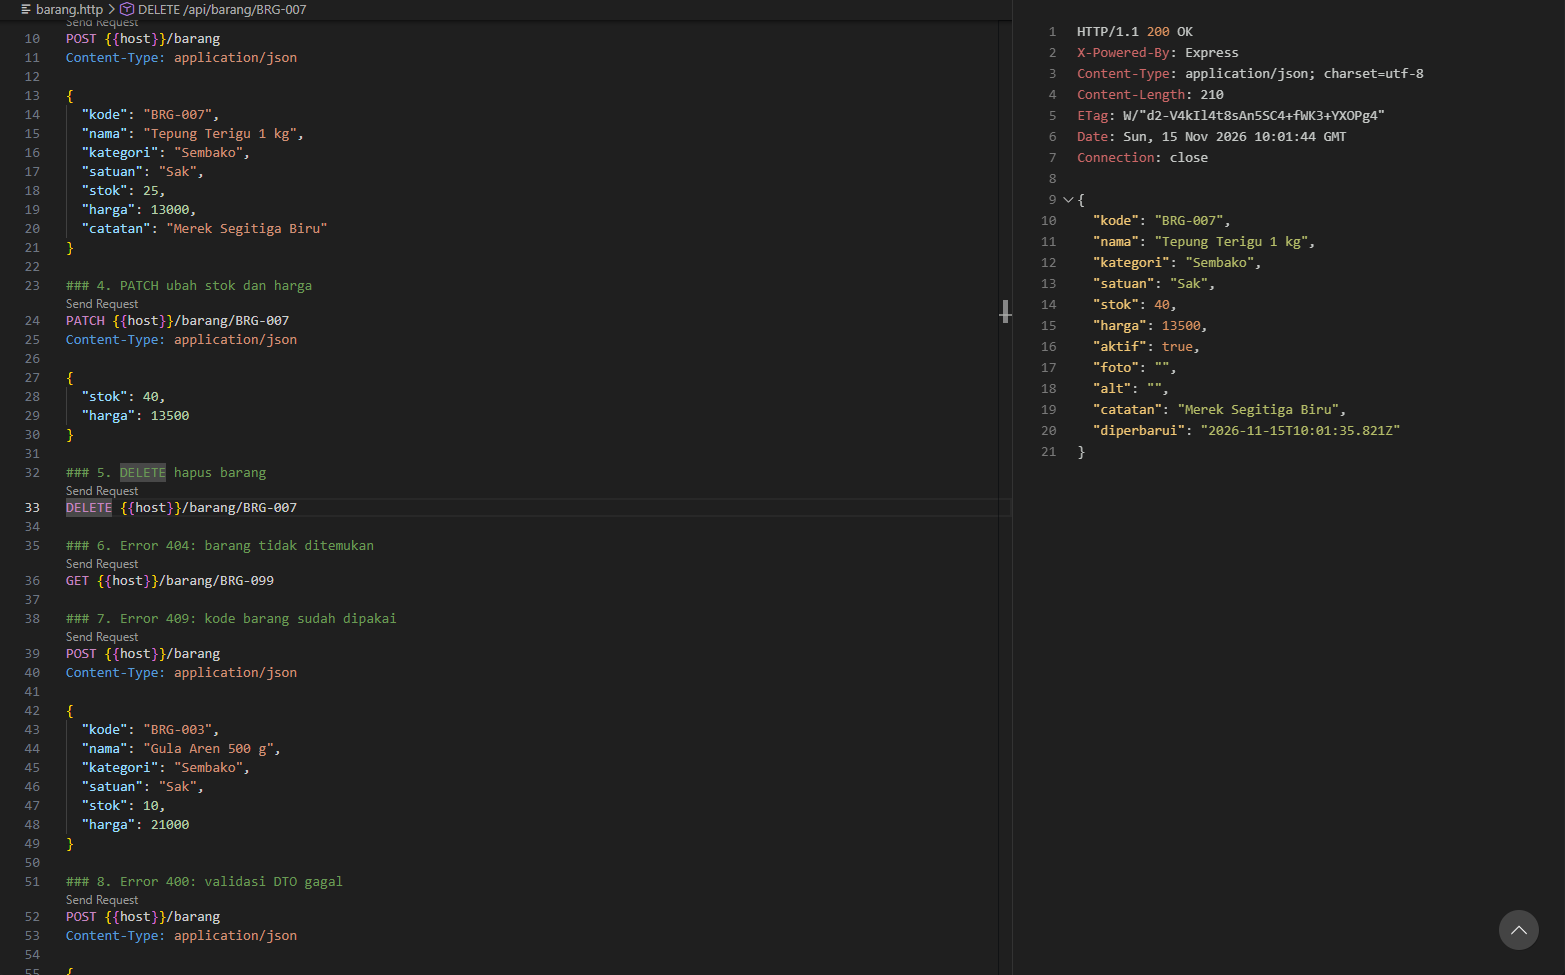 barang.http > DELETE /api/barang/BRG-007
Send Request
10 POST {{host}}/barang
11 Content-Type: application/json
12
13 {
14 "kode": "BRG-007",
15 "nama": "Tepung Terigu 1 kg",
16 "kategori": "Sembako",
17 "satuan": "Sak",
18 "stok": 25,
19 "harga": 13000,
20 "catatan": "Merek Segitiga Biru"
21 }
22
23 ### 4. PATCH ubah stok dan harga
Send Request
24 PATCH {{host}}/barang/BRG-007
25 Content-Type: application/json
26
27 {
28 "stok": 40,
29 "harga": 13500
30 }
31
32 ### 5. DELETE hapus barang
Send Request
33 DELETE {{host}}/barang/BRG-007
34
35 ### 6. Error 404: barang tidak ditemukan
Send Request
36 GET {{host}}/barang/BRG-099
37
38 ### 7. Error 409: kode barang sudah dipakai
Send Request
39 POST {{host}}/barang
40 Content-Type: application/json
41
42 {
43 "kode": "BRG-003",
44 "nama": "Gula Aren 500 g",
45 "kategori": "Sembako",
46 "satuan": "Sak",
47 "stok": 10,
48 "harga": 21000
49 }
50
51 ### 8. Error 400: validasi DTO gagal
Send Request
52 POST {{host}}/barang
53 Content-Type: application/json
54
55 {
1 HTTP/1.1 200 OK
2 X-Powered-By: Express
3 Content-Type: application/json; charset=utf-8
4 Content-Length: 210
5 ETag: W/"d2-V4kIl4t8sAn5SC4+fWK3+YXOPg4"
6 Date: Sun, 15 Nov 2026 10:01:44 GMT
7 Connection: close
8
9 {
10 "kode": "BRG-007",
11 "nama": "Tepung Terigu 1 kg",
12 "kategori": "Sembako",
13 "satuan": "Sak",
14 "stok": 40,
15 "harga": 13500,
16 "aktif": true,
17 "foto": "",
18 "alt": "",
19 "catatan": "Merek Segitiga Biru",
20 "diperbarui": "2026-11-15T10:01:35.821Z"
21 }